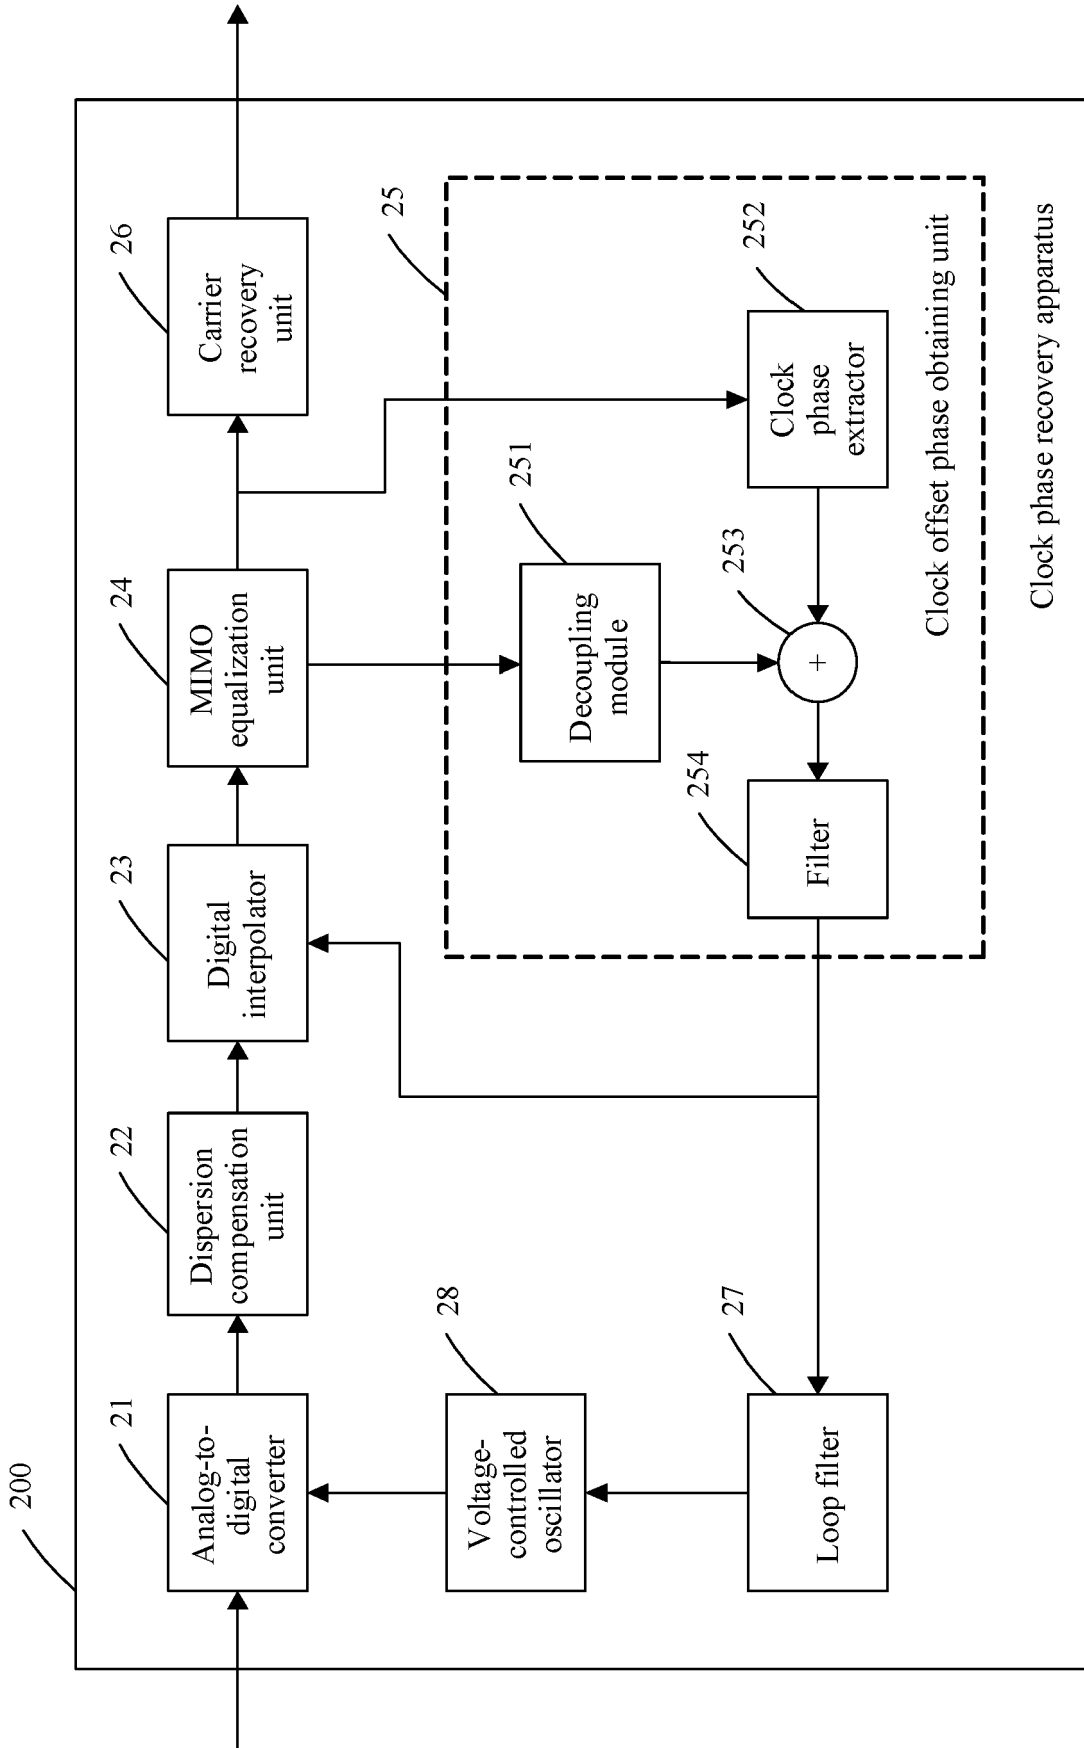 200
21
Analog-to-
digital
converter
22
Dispersion
compensation
unit
23
Digital
interpolator
24
MIMO
equalization
unit
26
Carrier
recovery
unit
28
Voltage-
controlled
oscillator
27
Loop filter
25
251
Decoupling
module
252
Clock
phase
extractor
253
+
254
Filter
Clock offset phase obtaining unit
Clock phase recovery apparatus